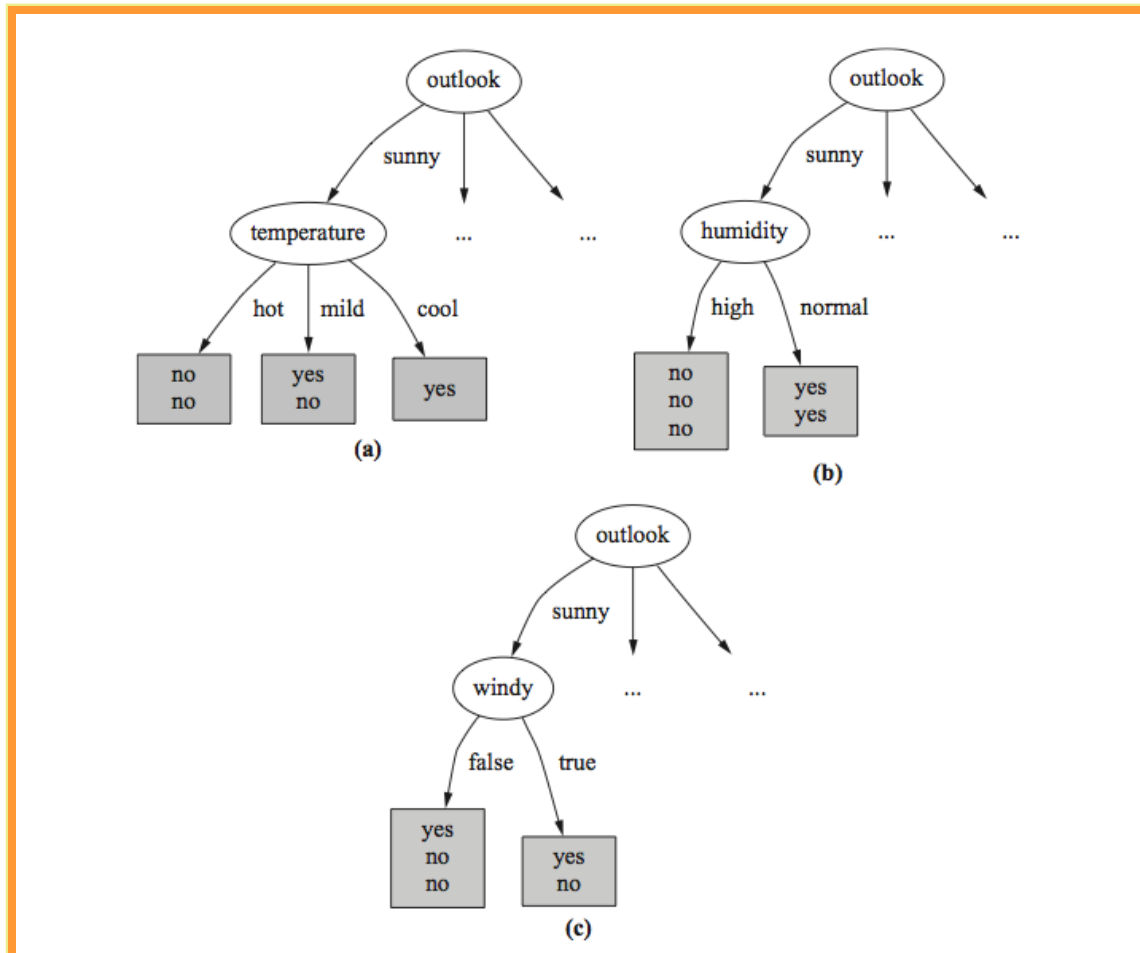 outlook
sunny
temperature
...
...
hot
mild
cool
no
no
yes
no
yes
(a)
outlook
sunny
humidity
...
...
high
normal
no
no
no
yes
yes
(b)
outlook
sunny
windy
...
...
false
true
yes
no
no
yes
no
(c)